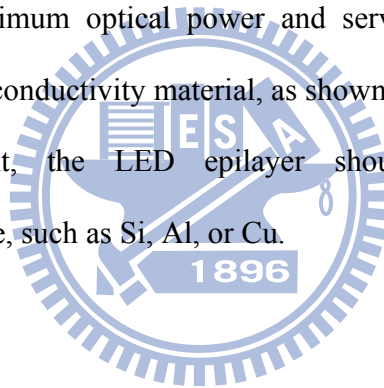 imum optical power and serv
conductivity material, as shown
t, the LED epilayer shou
e, such as Si, Al, or Cu.
E S A
8
1896